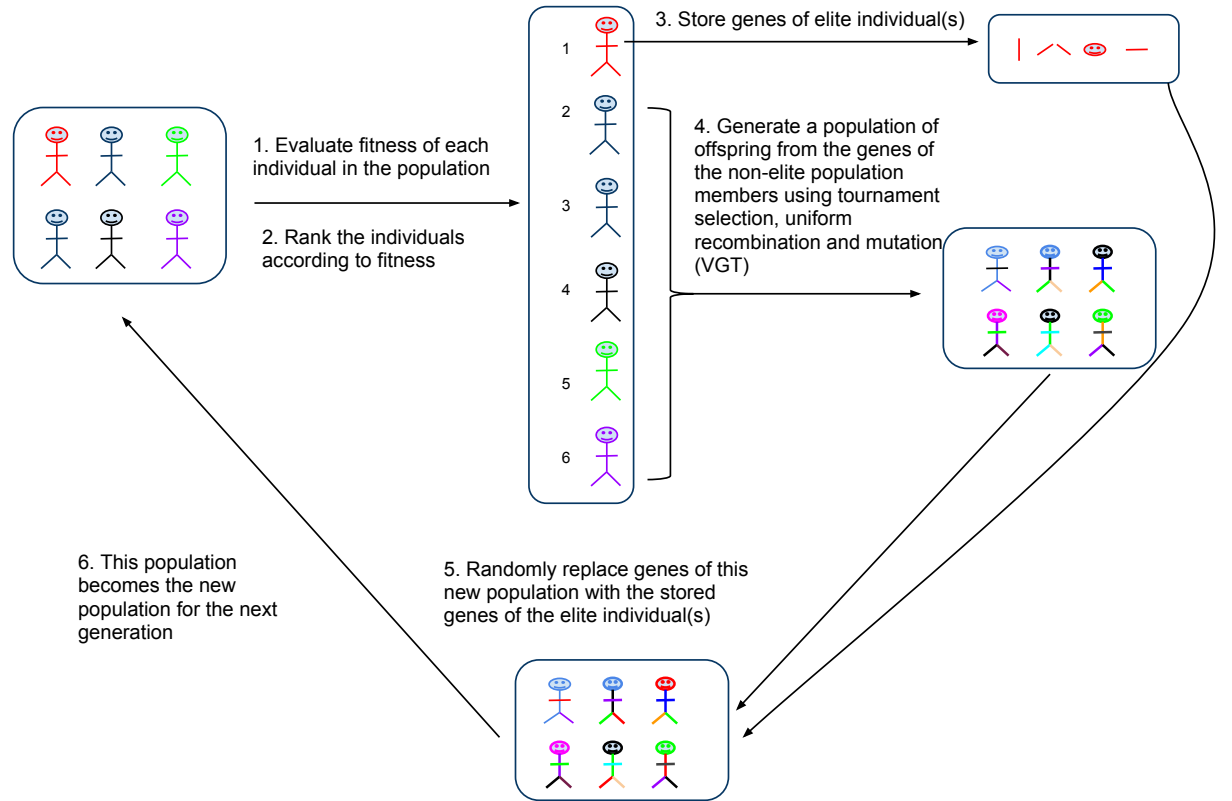 3. Store genes of elite individual(s)
1
2
3
4
5
6
1. Evaluate fitness of each
individual in the population
2. Rank the individuals
according to fitness
4. Generate a population of
offspring from the genes of
the non-elite population
members using tournament
selection, uniform
recombination and mutation
(VGT)
5. Randomly replace genes of this
new population with the stored
genes of the elite individual(s)
6. This population
becomes the new
population for the next
generation